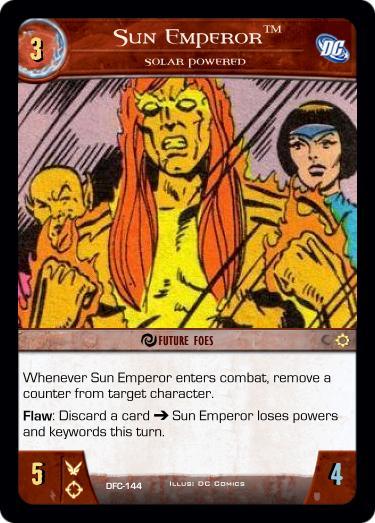 3
SUN EMPEROR™
DC
SOLAR POWERED
FUTURE FOES
Whenever Sun Emperor enters combat, remove a
counter from target character.
Flaw: Discard a card ➔ Sun Emperor loses powers
and keywords this turn.
5
DFC-144
ILLUS: DC COMICS
4